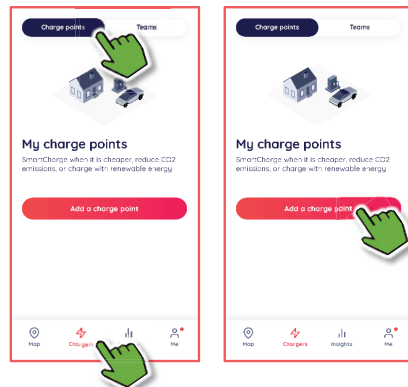 Charge points Teams
My charge points
SmartCharge when it is cheaper, reduce CO2
emissions, or charge with renewable energy
Add a charge point
Map Chargers Me
Charge points Teams
My charge points
SmartCharge when it is cheaper, reduce CO2
emissions, or charge with renewable energy
Add a charge point
Map Chargers Insights Me